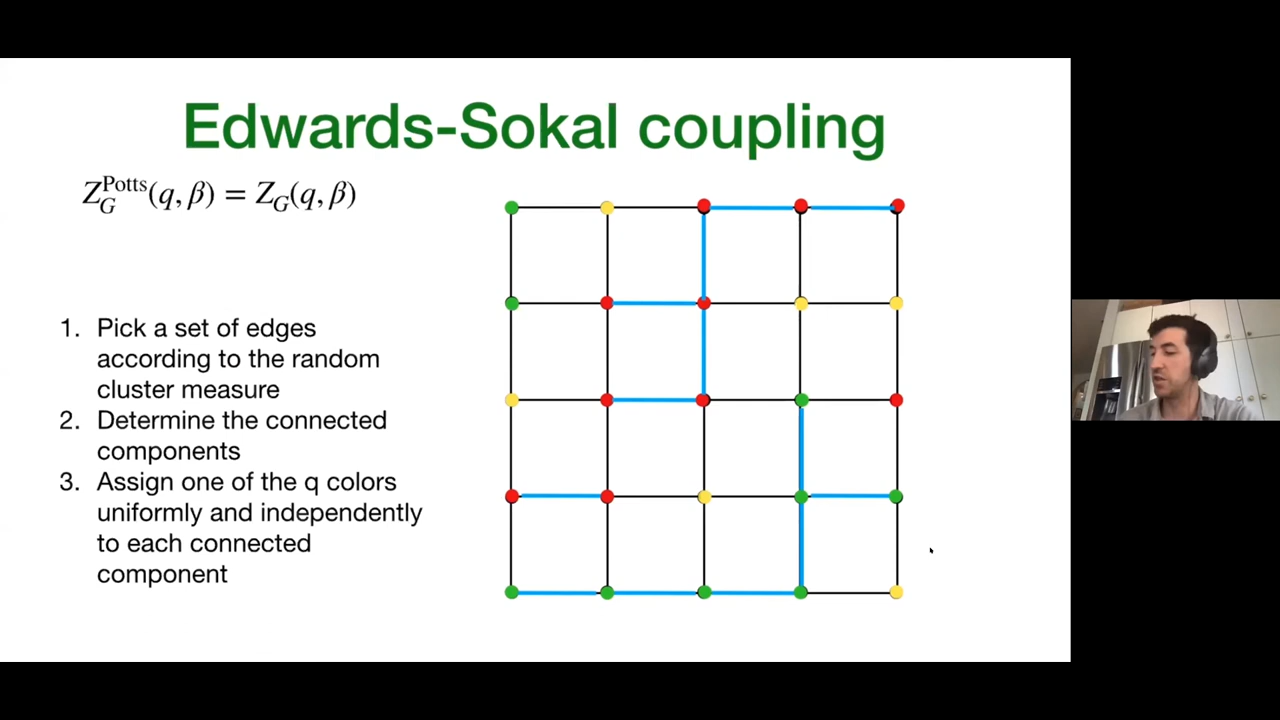 Edwards-Sokal coupling
Z_G^Potts(q, β) = Z_G(q, β)
1. Pick a set of edges
according to the random
cluster measure
2. Determine the connected
components
3. Assign one of the q colors
uniformly and independently
to each connected
component